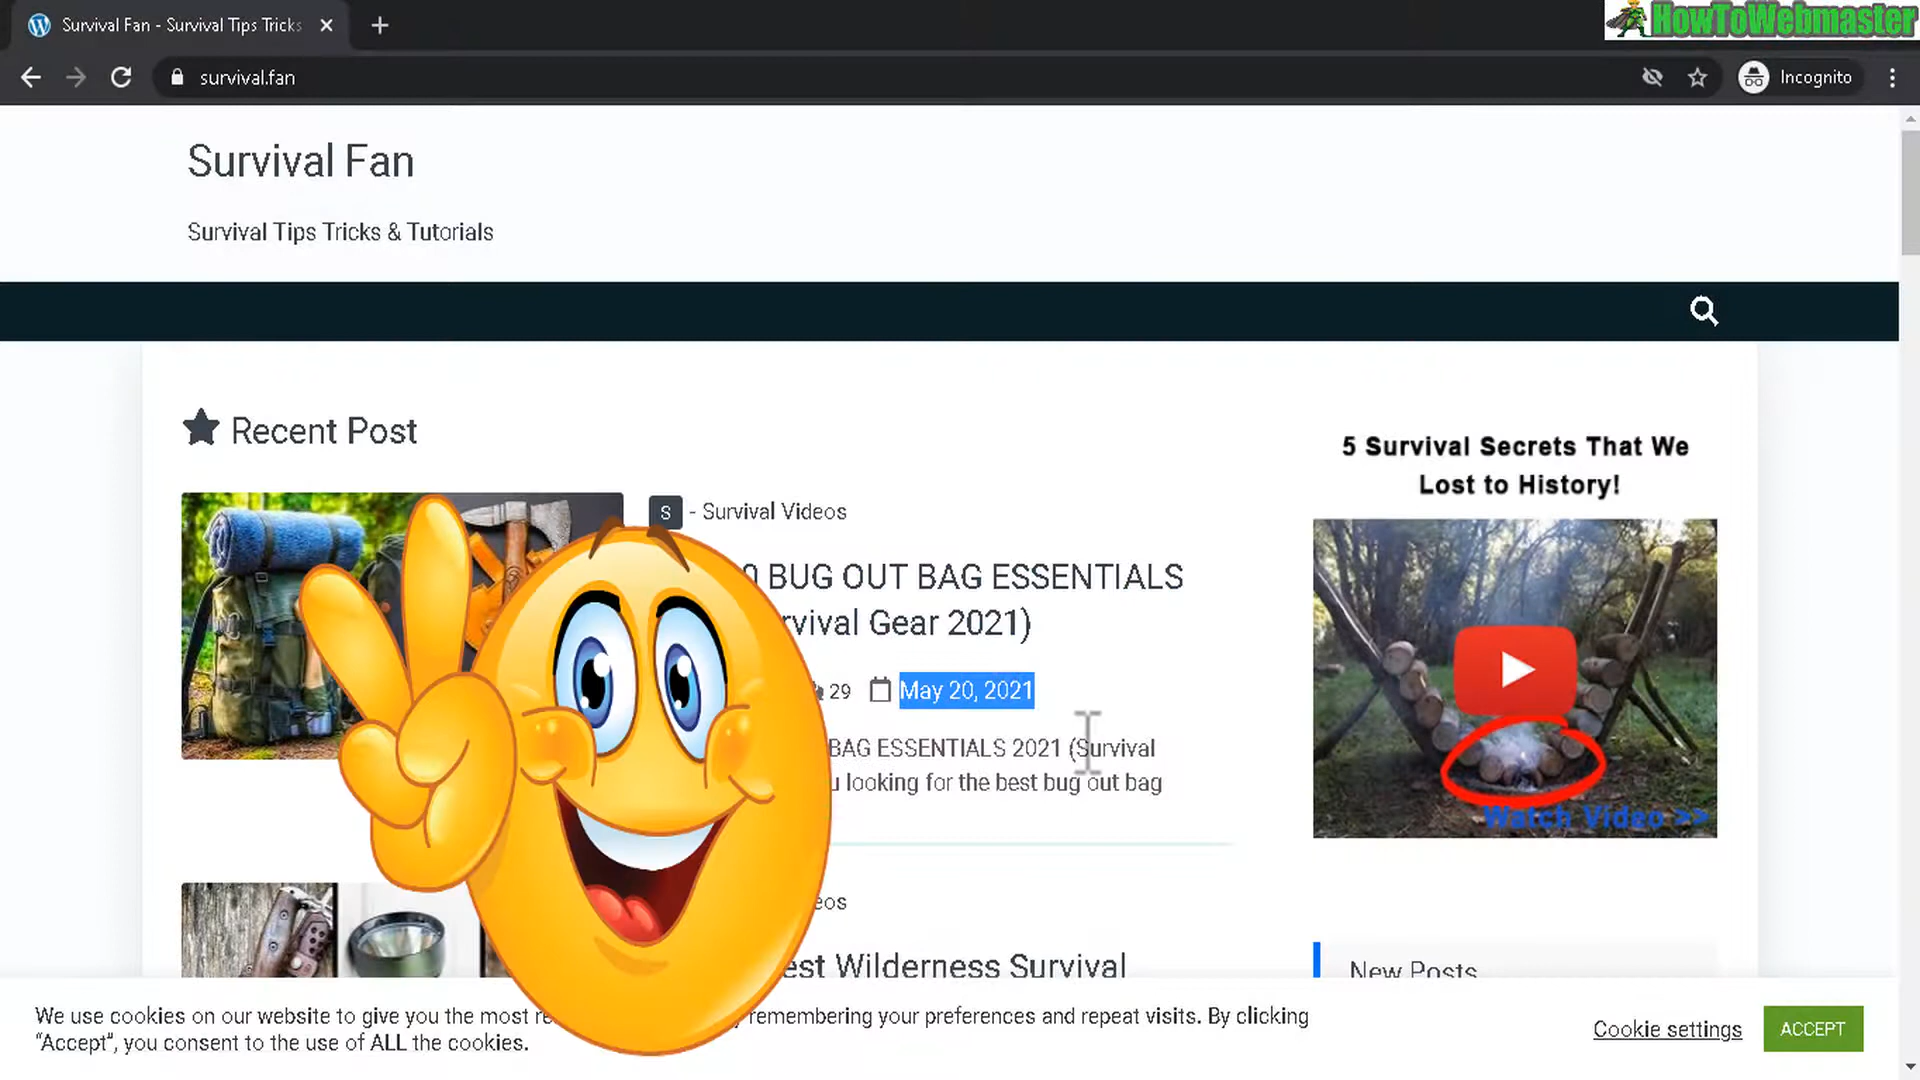 Survival Fan - Survival Tips Tricks
HowToWebmaster
survival.fan
Incognito
Survival Fan
Survival Tips Tricks & Tutorials
Recent Post
S - Survival Videos
0 BUG OUT BAG ESSENTIALS
rvival Gear 2021)
29 May 20, 2021
BAG ESSENTIALS 2021 (Survival
u looking for the best bug out bag
5 Survival Secrets That We
Lost to History!
Watch Video >>
eos
est Wilderness Survival
New Posts
We use cookies on our website to give you the most re
remembering your preferences and repeat visits. By clicking
“Accept”, you consent to the use of ALL the cookies.
Cookie settings
ACCEPT